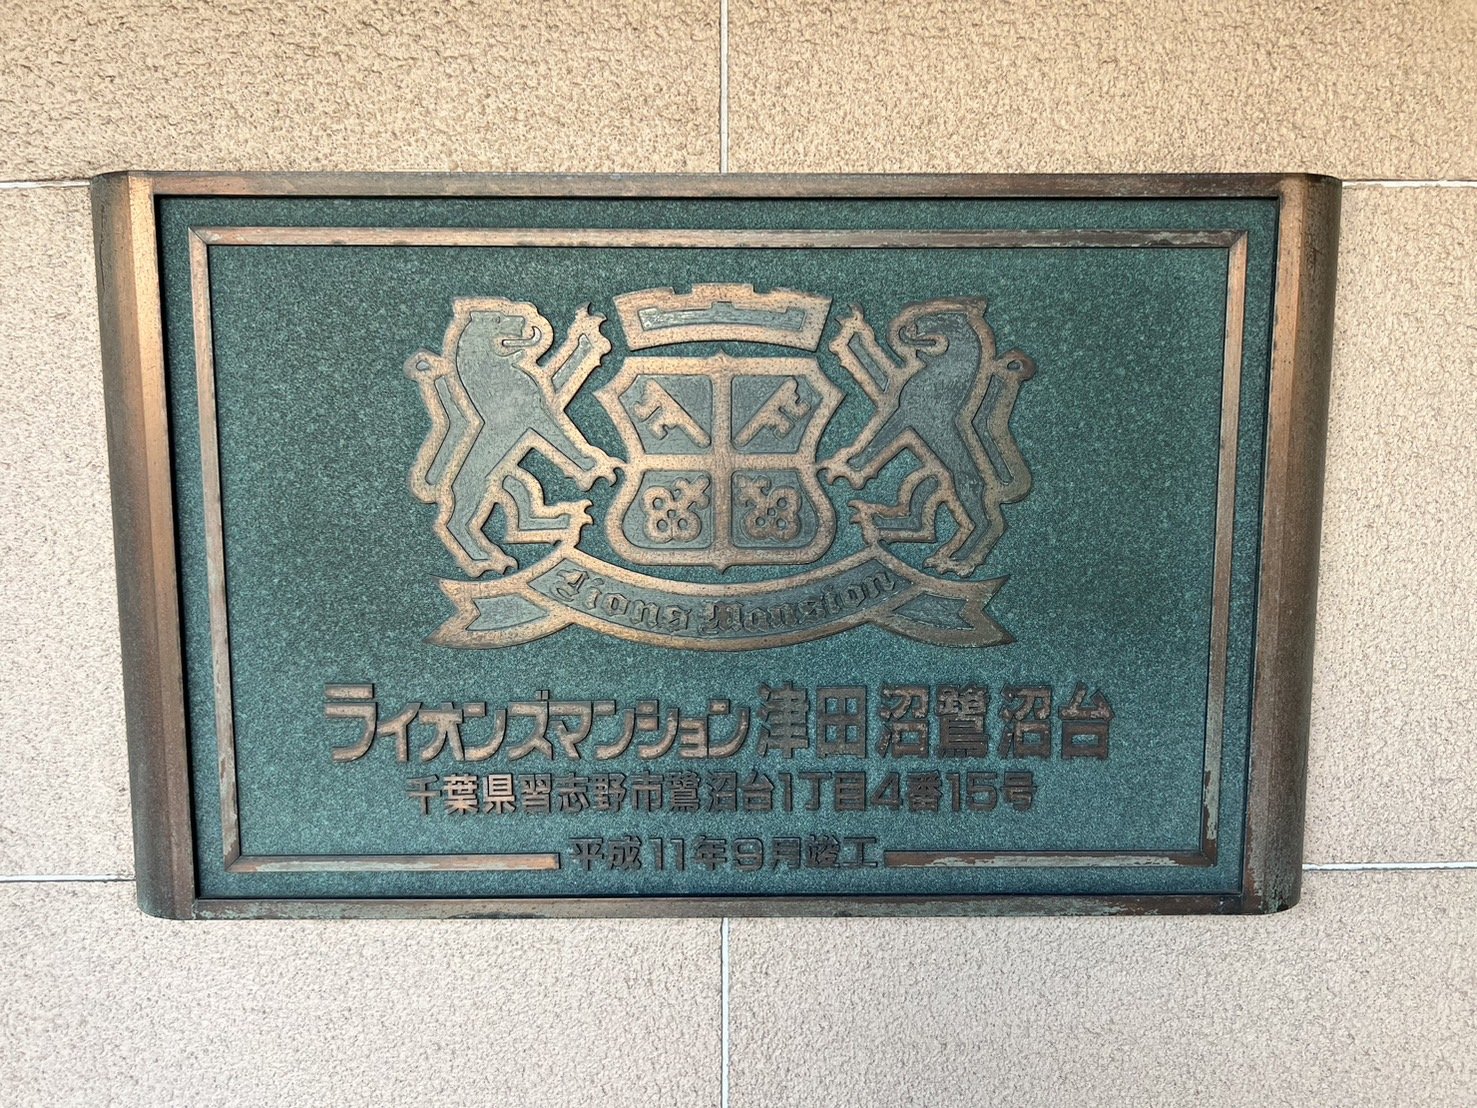 Lions Mansion
ライオンズマンション津田沼鷺沼台
千葉県習志野市鷺沼台1丁目4番15号
平成11年9月竣工